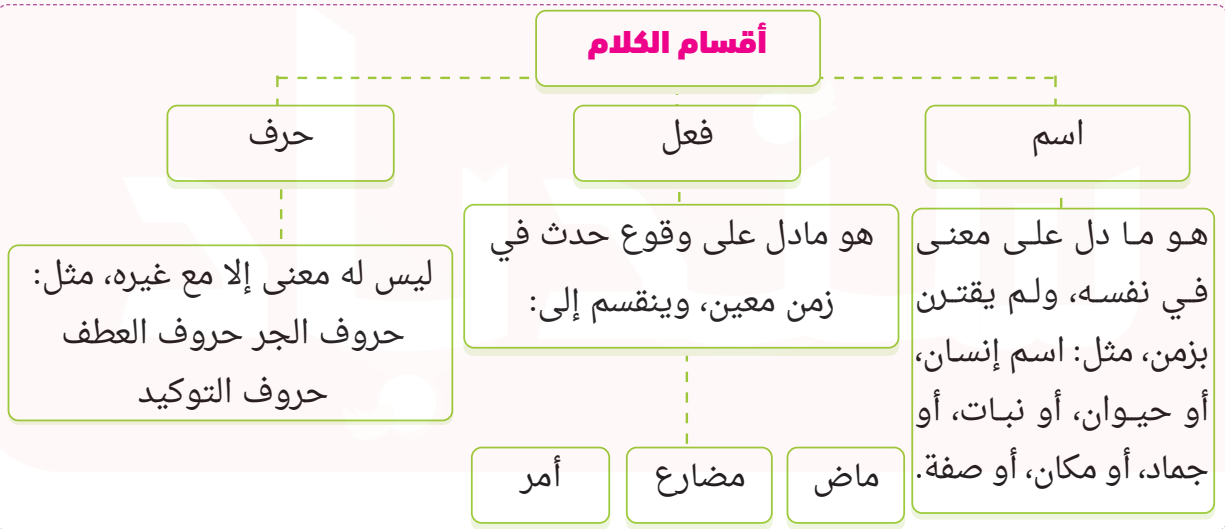 أقسام الكلام
اسم
فعل
حرف
هو ما دل على معنى
في نفسه، ولم يقترن
بزمن، مثل: اسم إنسان،
أو حيوان، أو نبات، أو
جماد، أو مكان، أو صفة.
هو مادل على وقوع حدث في
زمن معين، وينقسم إلى:
ليس له معنى إلا مع غيره، مثل:
حروف الجر حروف العطف
حروف التوكيد
ماض
مضارع
أمر
سندباد